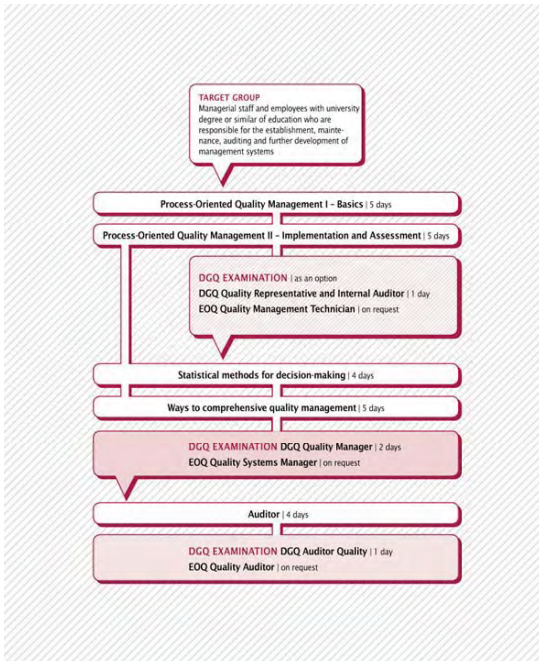 TARGET GROUP
Managerial staff and employees with university
degree or similar of education who are
responsible for the establishment, mainte-
nance, auditing and further development of
management systems
Process-Oriented Quality Management I – Basics | 5 days
Process-Oriented Quality Management II – Implementation and Assessment | 5 days
DGQ EXAMINATION | as an option
DGQ Quality Representative and Internal Auditor | 1 day
EOQ Quality Management Technician | on request
Statistical methods for decision-making | 4 days
Ways to comprehensive quality management | 5 days
DGQ EXAMINATION DGQ Quality Manager | 2 days
EOQ Quality Systems Manager | on request
Auditor | 4 days
DGQ EXAMINATION DGQ Auditor Quality | 1 day
EOQ Quality Auditor | on request